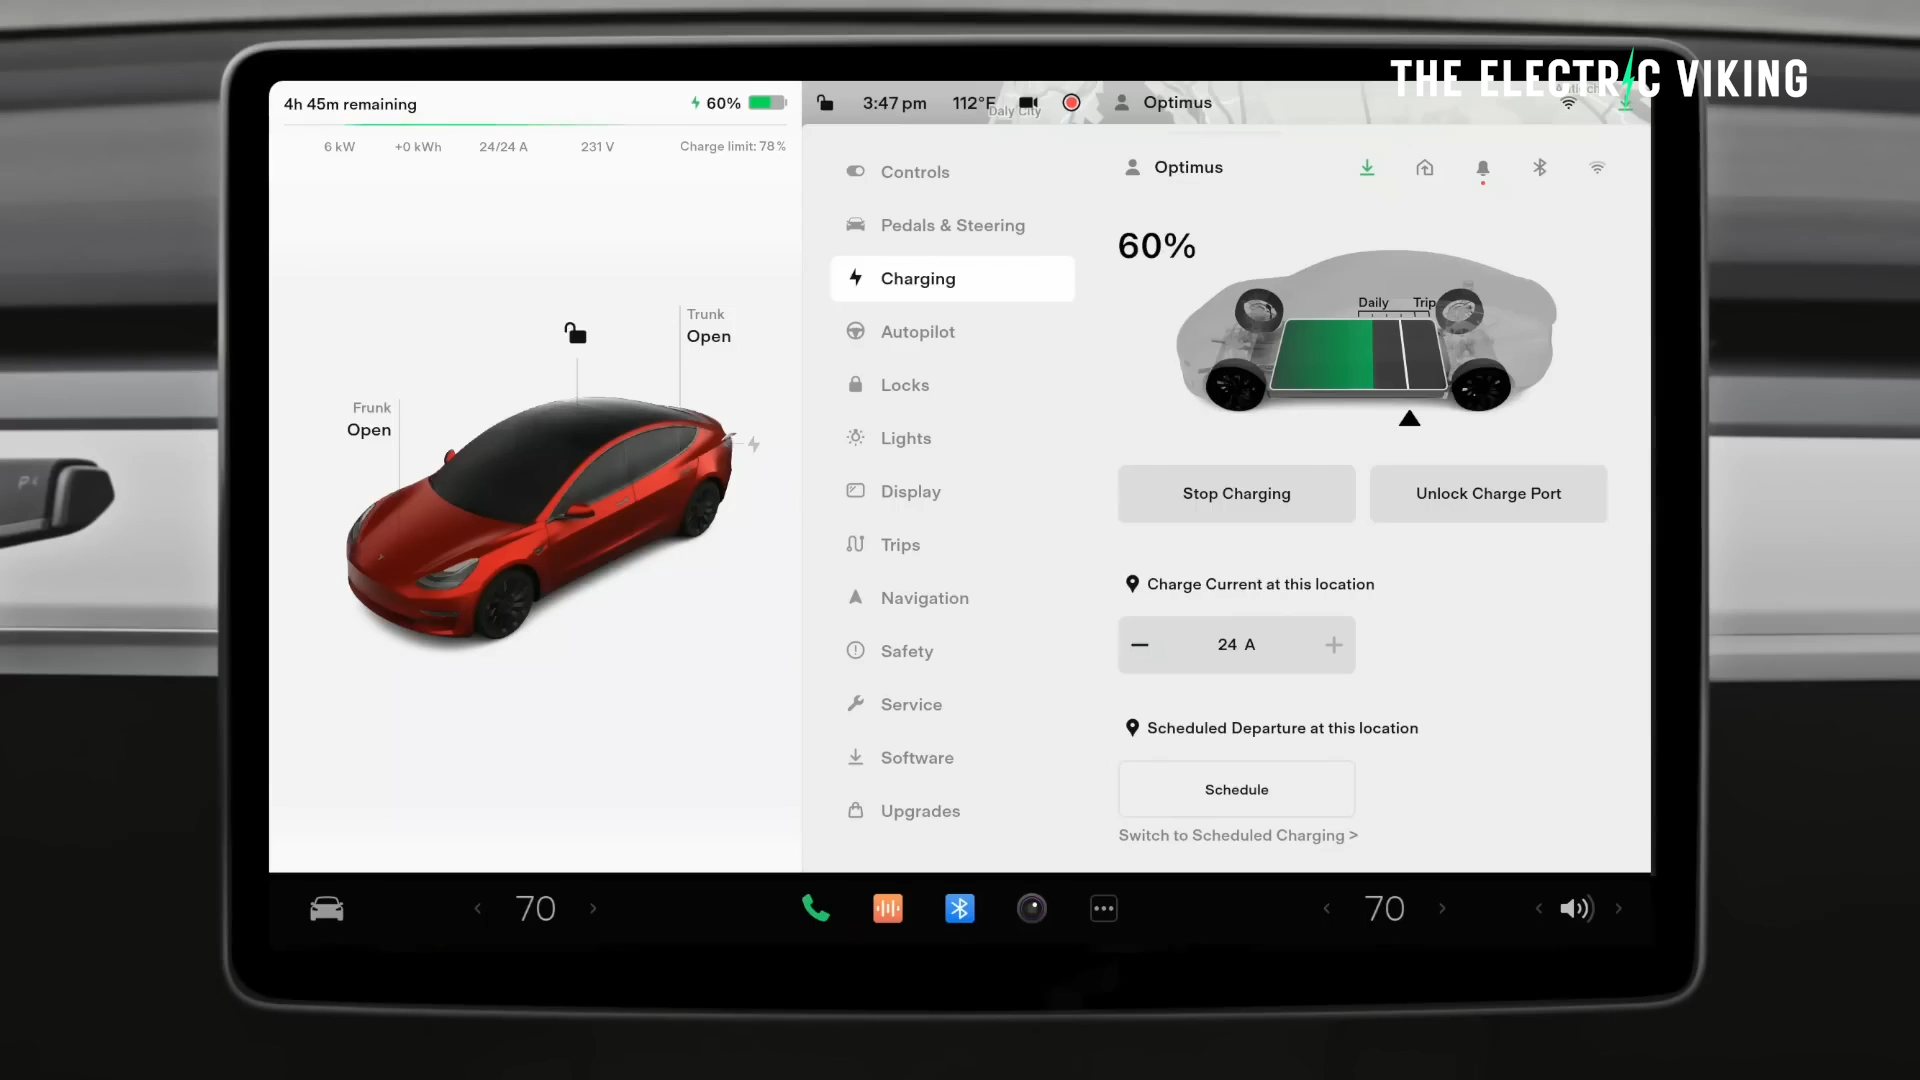 THE ELECTRIC VIKING
4h 45m remaining
60%
6 kW +0 kWh 24/24 A 231 V Charge limit: 78%
Trunk
Open
Frunk
Open
3:47 pm 112°F Optimus
Daly City
Controls
Pedals & Steering
Charging
Autopilot
Locks
Lights
Display
Trips
Navigation
Safety
Service
Software
Upgrades
Optimus
60%
Daily Trip
Stop Charging Unlock Charge Port
Charge Current at this location
24 A
Scheduled Departure at this location
Schedule
Switch to Scheduled Charging >
70 70